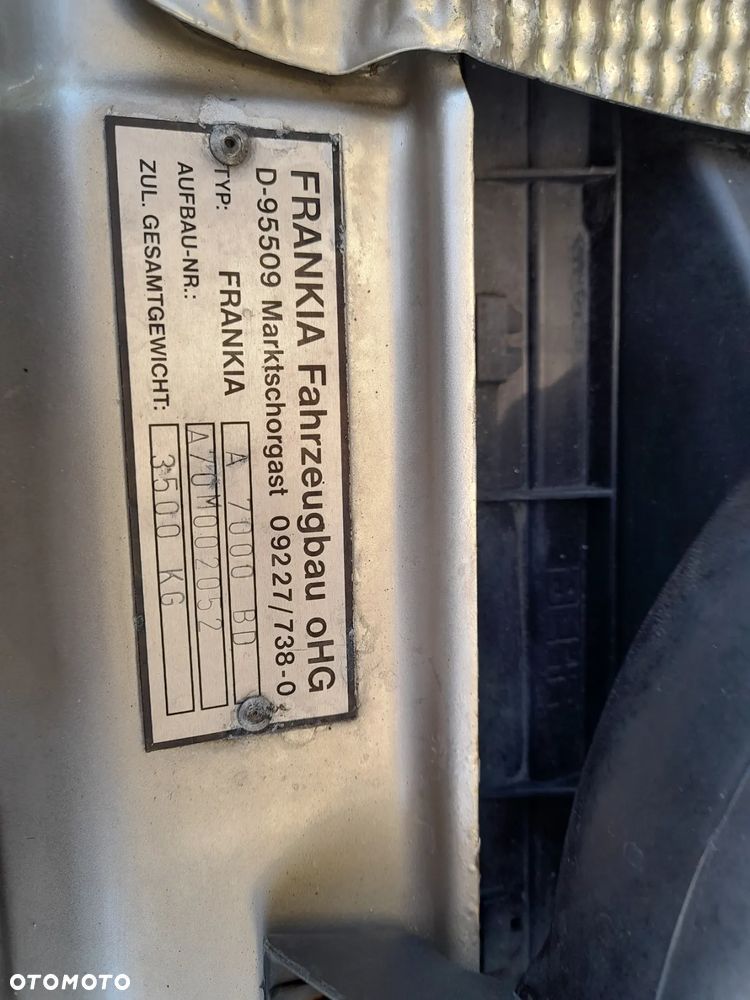 FRANKIA Fahrzeugbau oHG
D-95509 Marktschorgast 09227/738-0
TYP: FRANKIA A 7000 BD
AUFBAU-NR.: A70M002052
ZUL. GESAMTGEWICHT: 3500 KG
OTOMOTO